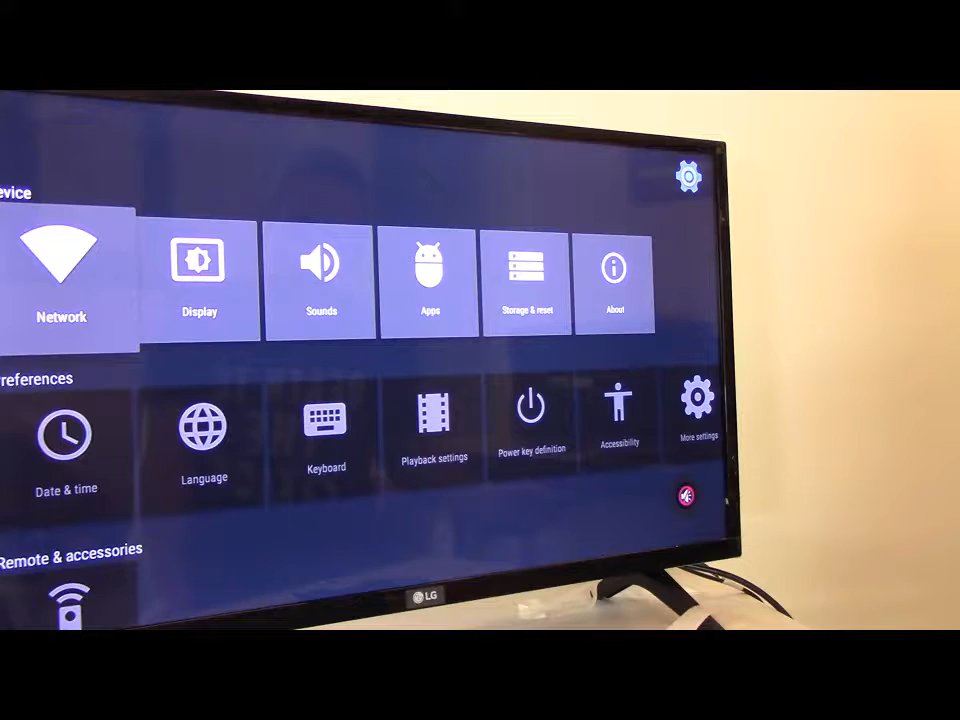 evice
Network
Display
Sounds
Apps
Storage & reset
About
references
Date & time
Language
Keyboard
Playback settings
Power key definition
Accessibility
More settings
Remote & accessories
LG